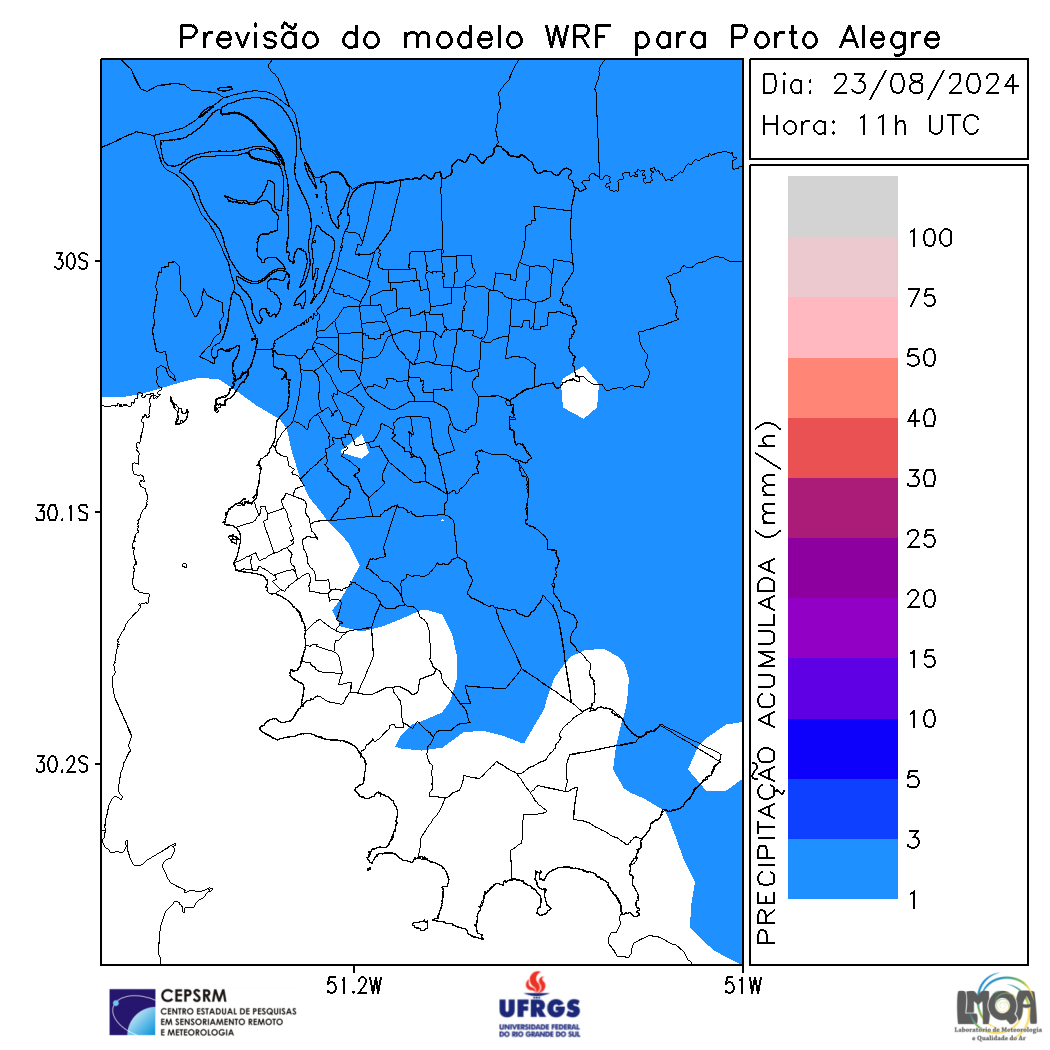 Previsão do modelo WRF para Porto Alegre
Dia: 23/08/2024
Hora: 11h UTC
30S
30.1S
30.2S
51.2W
51W
PRECIPITAÇÃO ACUMULADA (mm/h)
100
75
50
40
30
25
20
15
10
5
3
1
CEPSRM
CENTRO ESTADUAL DE PESQUISAS
EM SENSORIAMENTO REMOTO
E METEOROLOGIA
UFRGS
UNIVERSIDADE FEDERAL
DO RIO GRANDE DO SUL
LMQA
Laboratório de Meteorologia
e Qualidade do Ar